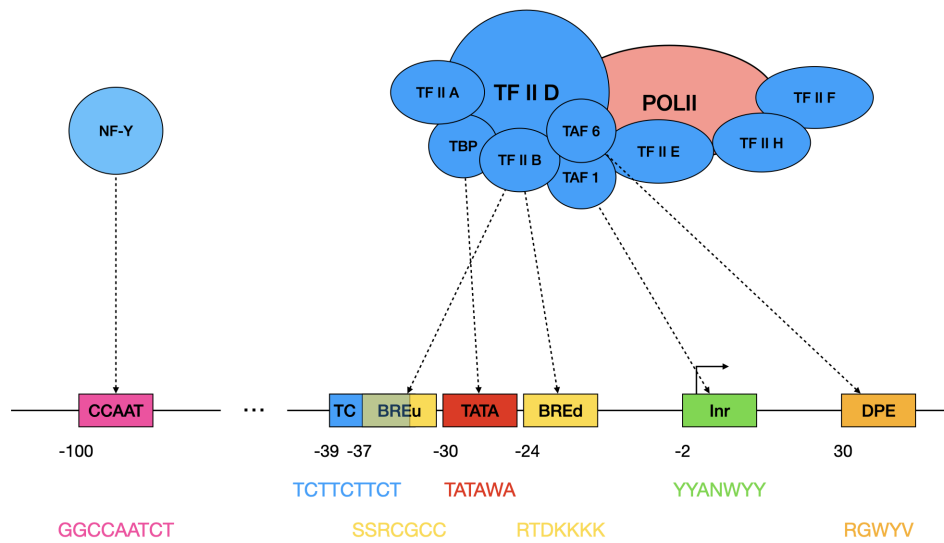 TF II D
POLII
TF II A
TF II F
NF-Y
TBP
TF II B
TAF 6
TF II E
TF II H
TAF 1
CCAAT
...
TC
BREu
TATA
BREd
Inr
DPE
-100
-39
-37
-30
-24
-2
30
TCTTCTTCT
TATAWA
YYANWYY
GGCCAATCT
SSRCGCC
RTDKKKK
RGWYV